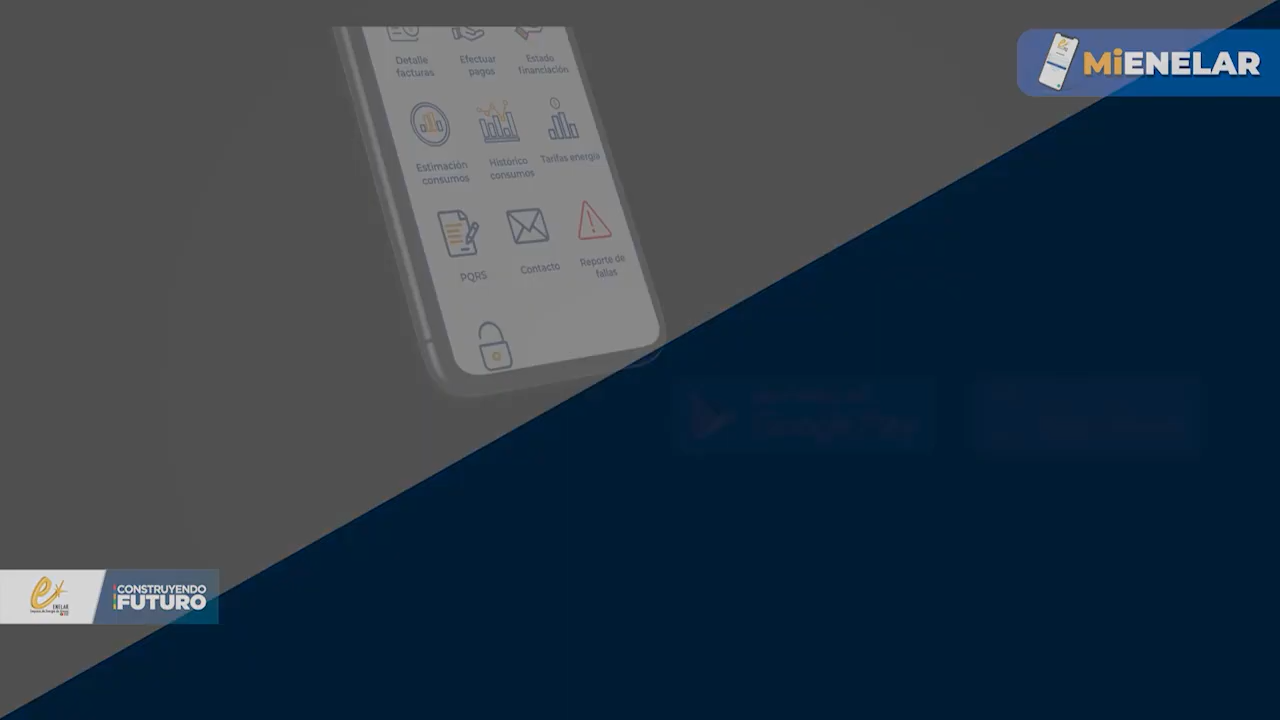 MiENELAR
Detalle
facturas
Efectuar
pagos
Estado
Financiación
Estimación
consumos
Histórico
consumos
Tarifas energía
PQRS
Contacto
Reporte de
fallas
ENELAR
CONSTRUYENDO
FUTURO